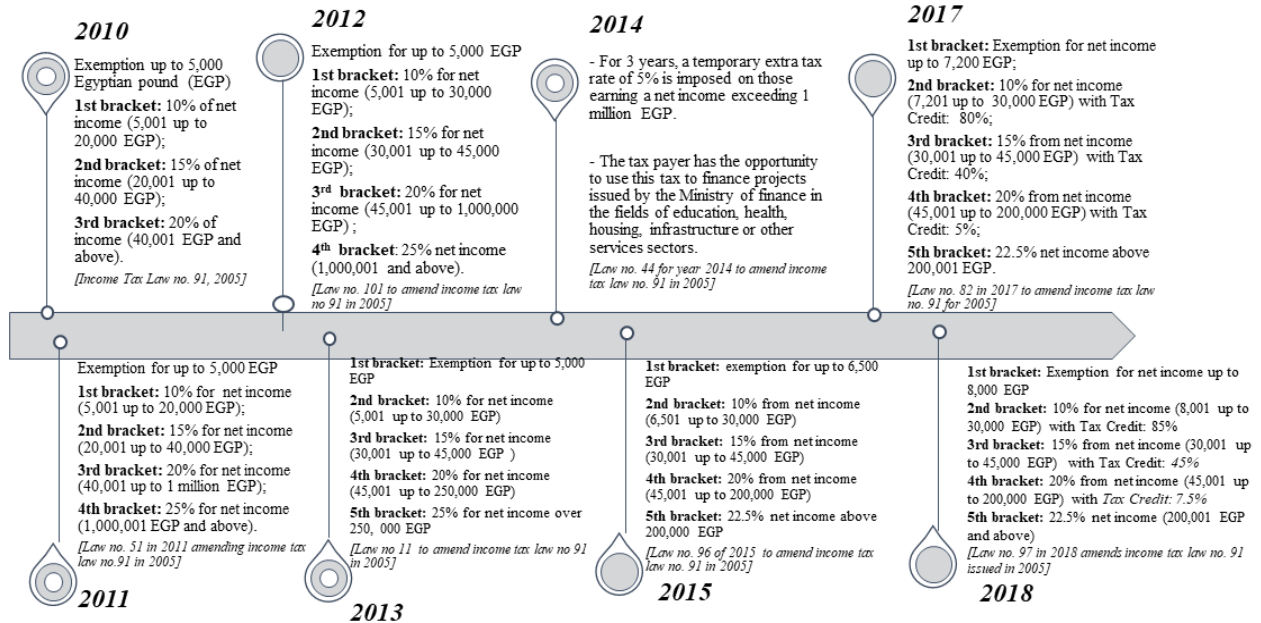 2010
Exemption up to 5,000
Egyptian pound (EGP)
1st bracket: 10% of net
income (5,001 up to
20,000 EGP);
2nd bracket: 15% of net
income (20,001 up to
40,000 EGP);
3rd bracket: 20% of
income (40,001 EGP and
above).
[Income Tax Law no. 91, 2005]
2012
Exemption for up to 5,000 EGP
1st bracket: 10% for net
income (5,001 up to 30,000
EGP);
2nd bracket: 15% for net
income (30,001 up to 45,000
EGP);
3rd bracket: 20% for net
income (45,001 up to 1,000,000
EGP) ;
4th bracket: 25% net income
(1,000,001 and above).
[Law no. 101 to amend income tax law
no 91 in 2005]
2014
- For 3 years, a temporary extra tax
rate of 5% is imposed on those
earning a net income exceeding 1
million EGP.
- The tax payer has the opportunity
to use this tax to finance projects
issued by the Ministry of finance in
the fields of education, health,
housing, infrastructure or other
services sectors.
[Law no. 44 for year 2014 to amend income
tax law no. 91 in 2005]
2017
1st bracket: Exemption for net income
up to 7,200 EGP;
2nd bracket: 10% for net income
(7,201 up to 30,000 EGP) with Tax
Credit: 80%;
3rd bracket: 15% from net income
(30,001 up to 45,000 EGP) with Tax
Credit: 40%;
4th bracket: 20% from net income
(45,001 up to 200,000 EGP) with Tax
Credit: 5%;
5th bracket: 22.5% net income above
200,001 EGP.
[Law no. 82 in 2017 to amend income tax law
no. 91 for 2005]
Exemption for up to 5,000 EGP
1st bracket: 10% for net income
(5,001 up to 20,000 EGP);
2nd bracket: 15% for net income
(20,001 up to 40,000 EGP);
3rd bracket: 20% for net income
(40,001 up to 1 million EGP);
4th bracket: 25% for net income
(1,000,001 EGP and above).
[Law no. 51 in 2011 amending income tax
law no.91 in 2005]
2011
1st bracket: Exemption for up to 5,000
EGP
2nd bracket: 10% for net income
(5,001 up to 30,000 EGP)
3rd bracket: 15% for net income
(30,001 up to 45,000 EGP )
4th bracket: 20% for net income
(45,001 up to 250,000 EGP)
5th bracket: 25% for net income over
250, 000 EGP
[Law no 11 to amend income tax law no 91
in 2005]
2013
1st bracket: exemption for up to 6,500
EGP
2nd bracket: 10% from net income
(6,501 up to 30,000 EGP)
3rd bracket: 15% from net income
(30,001 up to 45,000 EGP)
4th bracket: 20% from net income
(45,001 up to 200,000 EGP)
5th bracket: 22.5% net income above
200,000 EGP
[Law no. 96 of 2015 to amend income tax
law no. 91 in 2005]
2015
1st bracket: Exemption for net income up to
8,000 EGP
2nd bracket: 10% for net income (8,001 up to
30,000 EGP) with Tax Credit: 85%
3rd bracket: 15% from net income (30,001 up
to 45,000 EGP) with Tax Credit: 45%
4th bracket: 20% from net income (45,001 up
to 200,000 EGP) with Tax Credit: 7.5%
5th bracket: 22.5% net income (200,001 EGP
and above)
[Law no. 97 in 2018 amends income tax law no. 91
issued in 2005]
2018